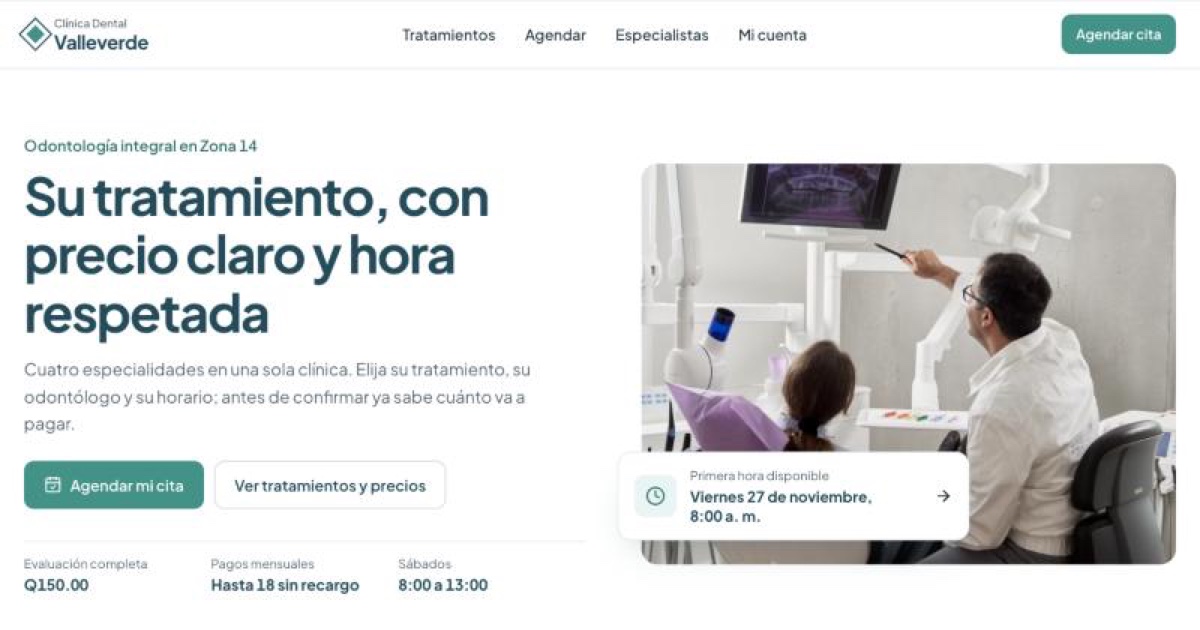 Clínica Dental
Valleverde
Tratamientos
Agendar
Especialistas
Mi cuenta
Agendar cita
Odontología integral en Zona 14
Su tratamiento, con
precio claro y hora
respetada
Cuatro especialidades en una sola clínica. Elija su tratamiento, su
odontólogo y su horario; antes de confirmar ya sabe cuánto va a
pagar.
Agendar mi cita
Ver tratamientos y precios
Evaluación completa
Q150.00
Pagos mensuales
Hasta 18 sin recargo
Sábados
8:00 a 13:00
Primera hora disponible
Viernes 27 de noviembre,
8:00 a. m.